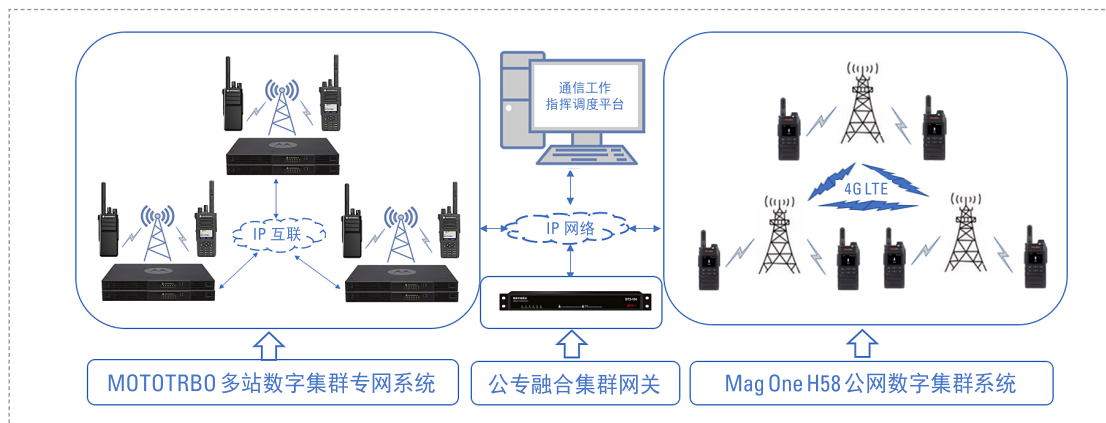 通信工作
指挥调度平台
4G LTE
IP 互联
IP 网络
MOTOTRBO 多站数字集群专网系统
公专融合集群网关
Mag One H58 公网数字集群系统